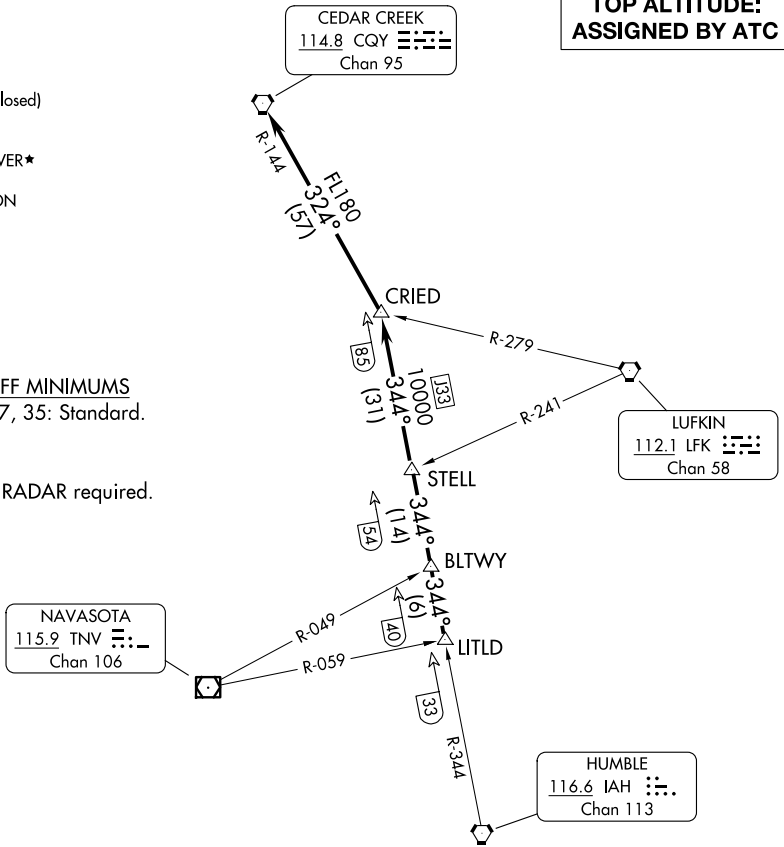 TOP ALTITUDE:
ASSIGNED BY ATC
CEDAR CREEK
114.8 CQY
Chan 95
losed)
VER★
ON
R-144
FL180
324°
(57)
CRIED
R-279
85
J33
10000
344°
(31)
FF MINIMUMS
7, 35: Standard.
R-241
LUFKIN
112.1 LFK
Chan 58
STELL
RADAR required.
54
344°
(14)
BLTWY
NAVASOTA
115.9 TNV
Chan 106
R-049
40
344°
(6)
LITLD
R-059
33
R-344
HUMBLE
116.6 IAH
Chan 113